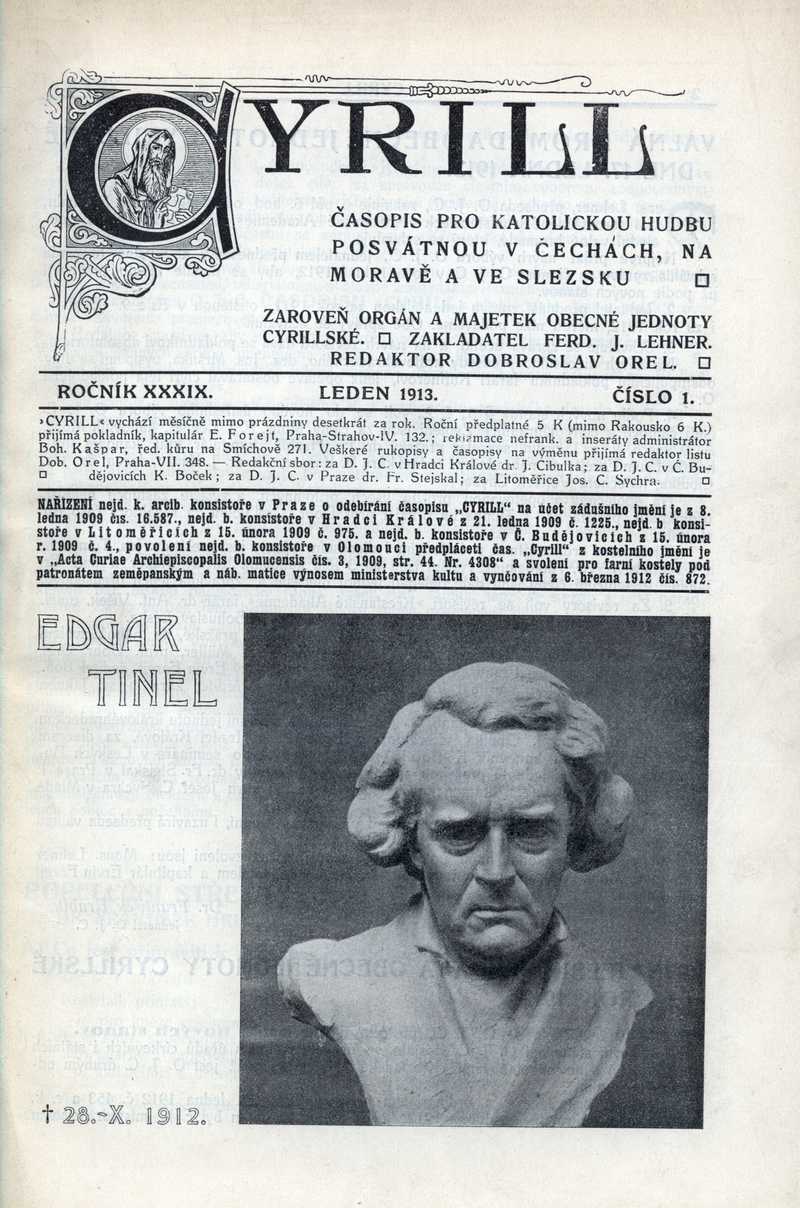 CYRILL
ČASOPIS PRO KATOLICKOU HUDBU
POSVÁTNOU V ČECHÁCH, NA
MORAVĚ A VE SLEZSKU
ZAROVEŇ ORGÁN A MAJETEK OBECNÉ JEDNOTY
CYRILLSKÉ. □ ZAKLADATEL FERD. J. LEHNER.
REDAKTOR DOBROSLAV OREL. □
ROČNÍK XXXIX. LEDEN 1913. ČÍSLO 1.
›CYRILL‹ vychází měsíčně mimo prázdniny desetkrát za rok. Roční předplatné 5 K (mimo Rakousko 6 K.)
přijímá pokladník, kapitulár E. Forejt, Praha-Strahov-IV. 132.; reklamace nefrank. a inseráty administrátor
Boh. Kašpar, řed. kůru na Smíchově 271. Veškeré rukopisy a časopisy na výměnu přijímá redaktor listu
Dob. Orel, Praha-VII. 348. — Redakční sbor: za D. J. C. v Hradci Králové dr. J. Cibulka; za D. J. C. v Č. Bu-
dějovicích K. Boček; za D. J. C. v Praze dr. Fr. Stejskal; za Litoměřice Jos. C. Sychra.
NAŘÍZENÍ nejd. k. arcib. konsistoře v Praze o odebírání časopisu „CYRILL“ na účet zádušního jmění je z 8.
ledna 1909 čís. 16.587., nejd. b. konsistoře v Hradci Králové z 21. ledna 1909 č. 1225., nejd. b konsi-
stoře v Litoměřicích z 15. února 1909 č. 975. a nejd. b. konsistoře v Č. Budějovicích z 15. února
r. 1909 č. 4., povolení nejd. b. konsistoře v Olomouci předpláceti čas. „Cyrill“ z kostelního jmění je
v „Acta Curiae Archiepiscopalis Olomucensis čís. 3, 1909, str. 44. Nr. 4308“ a svolení pro farní kostely pod
patronátem zeměpanským a náb. matice výnosem ministerstva kultu a vynčování z 6. března 1912 čís. 872.
EDGAR
TINEL
† 28.-X. 1912.